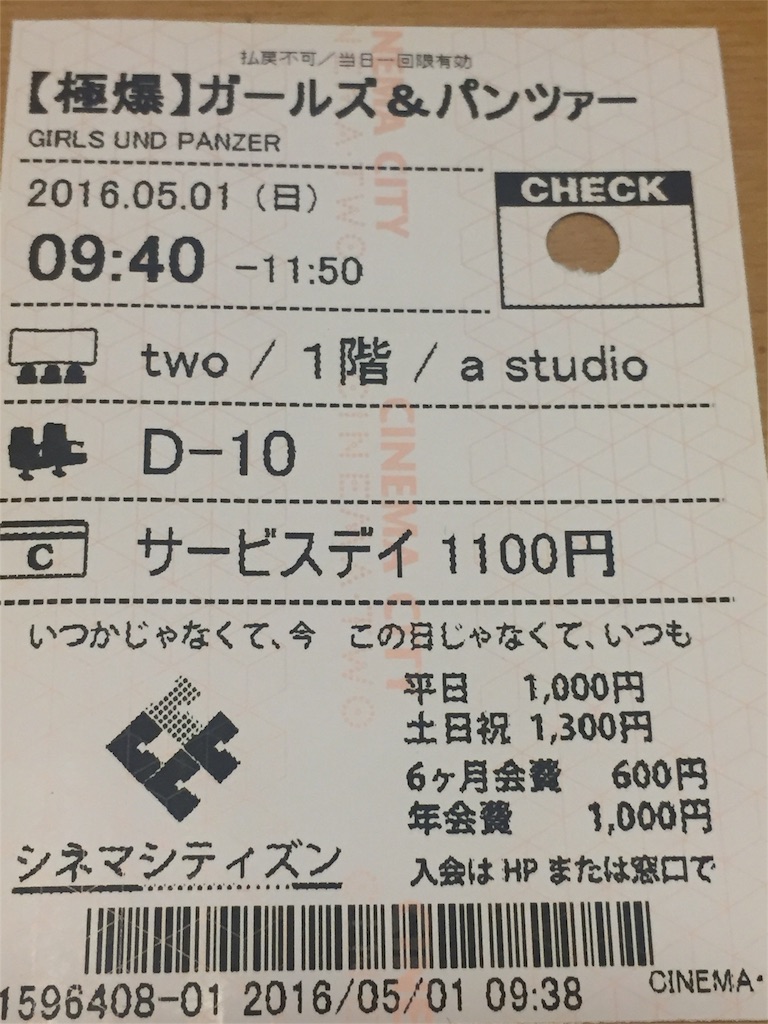 払戻不可／当日一回限有効
【極爆】ガールズ＆パンツァー
GIRLS UND PANZER
2016.05.01（日）
CHECK
09:40 -11:50
two / 1階 / a studio
D-10
C サービスデイ 1100円
いつかじゃなくて、今 この日じゃなくて、いつも
平日 1,000円
土日祝 1,300円
6ヶ月会費 600円
年会費 1,000円
シネマシティズン
入会は HP または窓口で
1596408-01 2016/05/01 09:38 CINEMA・
CINEMA CITY
CINEMA CITY